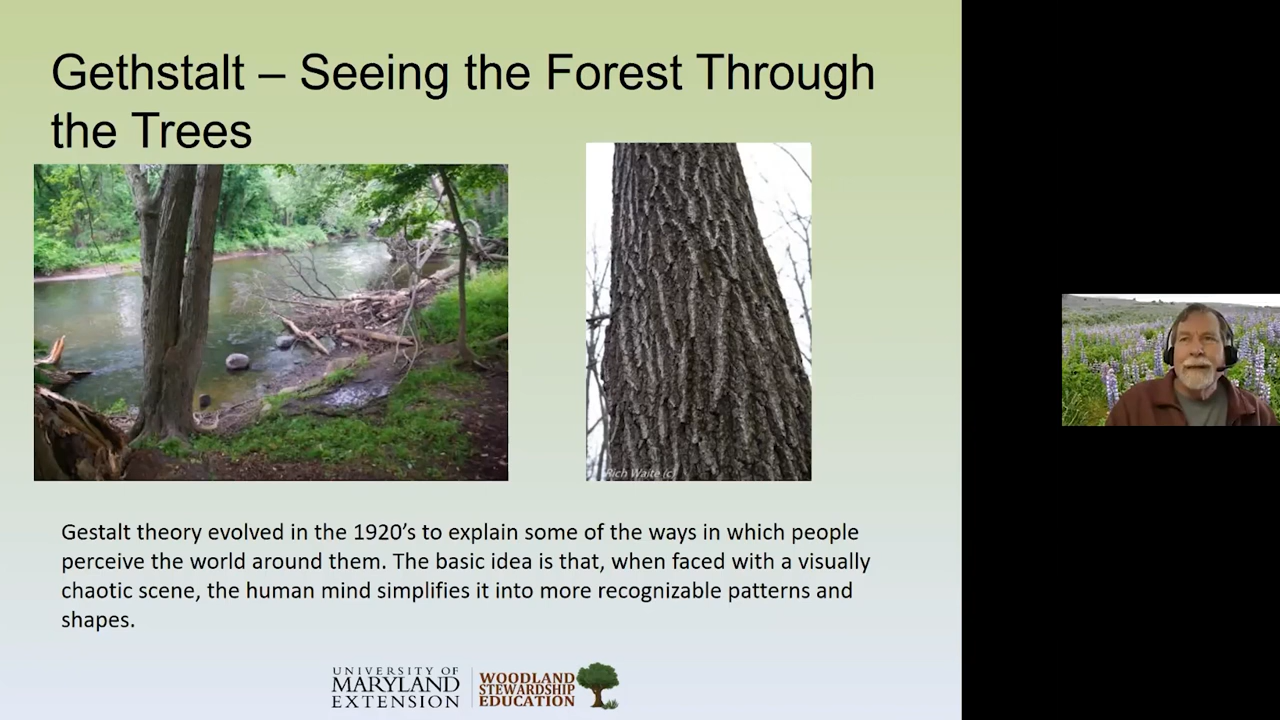 Gethstalt – Seeing the Forest Through
the Trees
Rich Waite (c)
Gestalt theory evolved in the 1920’s to explain some of the ways in which people
perceive the world around them. The basic idea is that, when faced with a visually
chaotic scene, the human mind simplifies it into more recognizable patterns and
shapes.
UNIVERSITY OF
MARYLAND
EXTENSION
WOODLAND
STEWARDSHIP
EDUCATION